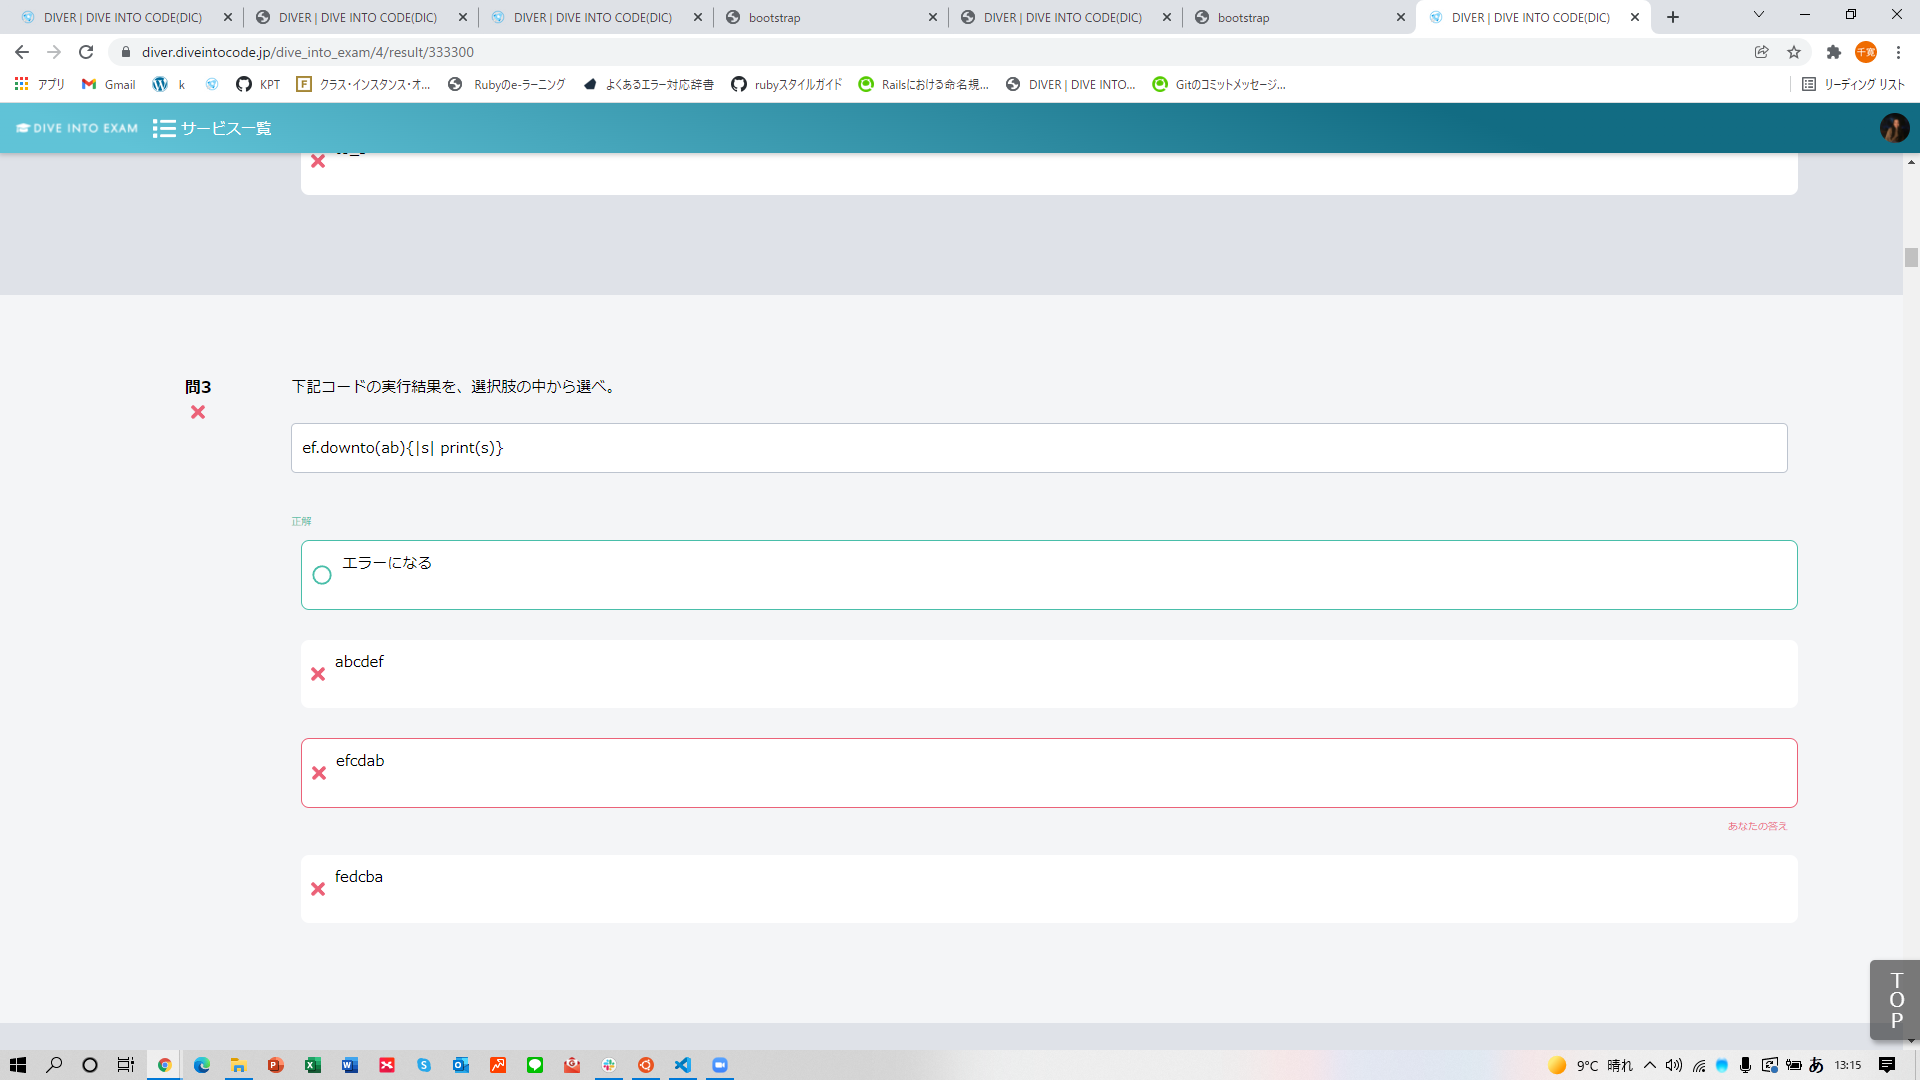 DIVER | DIVE INTO CODE(DIC)
DIVER | DIVE INTO CODE(DIC)
DIVER | DIVE INTO CODE(DIC)
bootstrap
DIVER | DIVE INTO CODE(DIC)
bootstrap
DIVER | DIVE INTO CODE(DIC)
diver.diveintocode.jp/dive_into_exam/4/result/333300
千寛
アプリ
Gmail
k
KPT
クラス・インスタンス・オ...
Rubyのe-ラーニング
よくあるエラー対応辞書
rubyスタイルガイド
Railsにおける命名規...
DIVER | DIVE INTO...
Gitのコミットメッセージ...
リーディング リスト
DIVE INTO EXAM
サービス一覧
問3
下記コードの実行結果を、選択肢の中から選べ。
ef.downto(ab){|s| print(s)}
正解
エラーになる
abcdef
efcdab
あなたの答え
fedcba
TOP
9°C 晴れ
あ
13:15